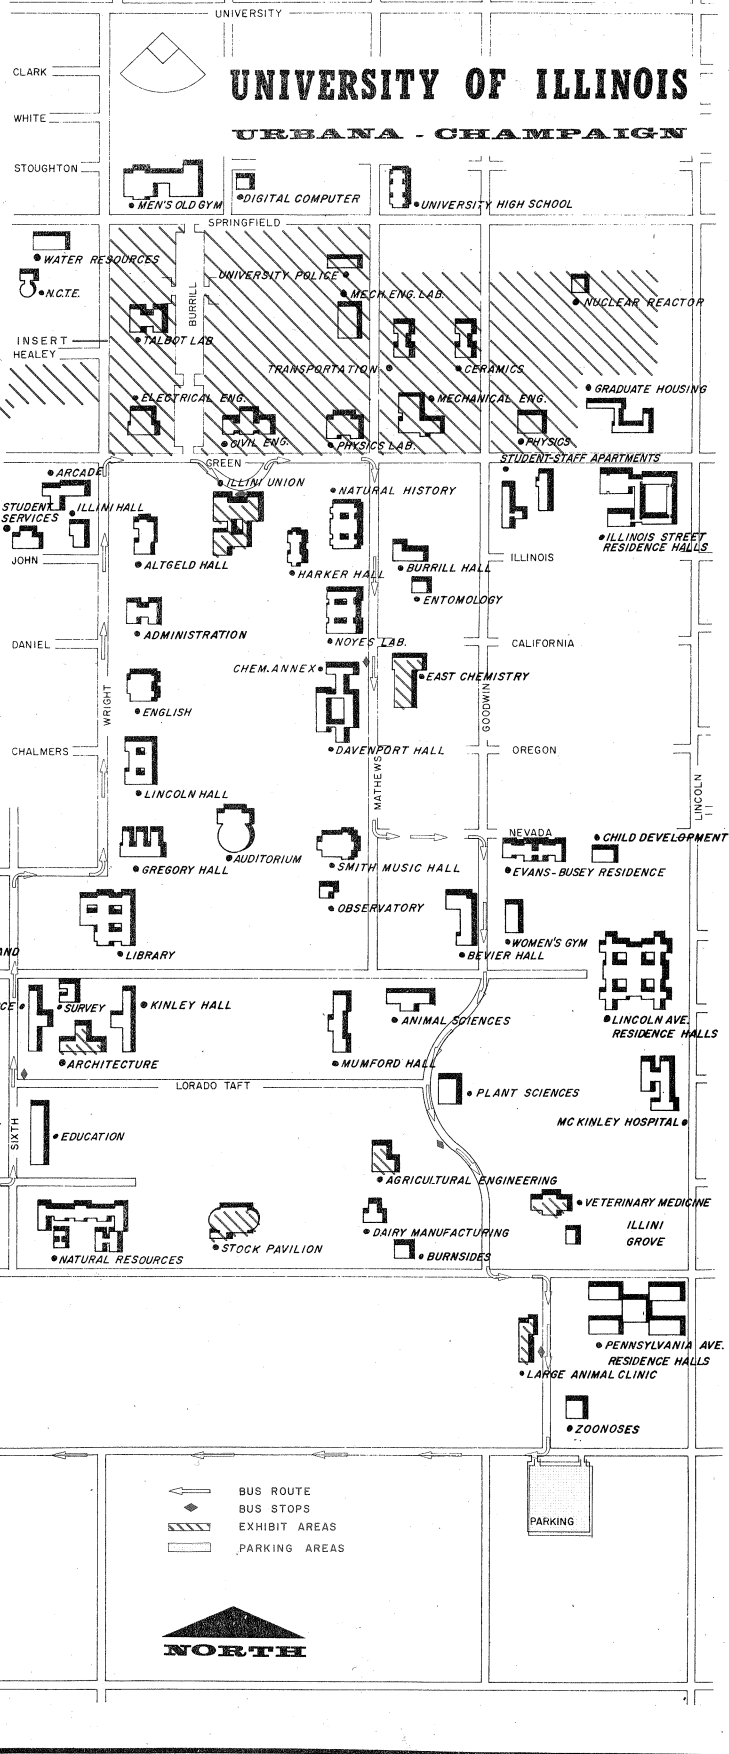 UNIVERSITY
CLARK
UNIVERSITY OF ILLINOIS
WHITE
URBANA - CHAMPAIGN
STOUGHTON
MEN'S OLD GYM
DIGITAL COMPUTER
UNIVERSITY HIGH SCHOOL
SPRINGFIELD
WATER RESOURCES
UNIVERSITY POLICE
N.C.T.E.
BURRILL
MECH. ENG. LAB.
NUCLEAR REACTOR
INSERT
TALBOT LAB
HEALEY
TRANSPORTATION
CERAMICS
ELECTRICAL ENG.
MECHANICAL ENG.
GRADUATE HOUSING
CIVIL ENG.
PHYSICS LAB.
PHYSICS
GREEN
STUDENT-STAFF APARTMENTS
ARCADE
ILLINI UNION
NATURAL HISTORY
STUDENT
SERVICES
ILLINI HALL
ILLINOIS STREET
RESIDENCE HALLS
JOHN
ALTGELD HALL
HARKER HALL
BURRILL HALL
ILLINOIS
ENTOMOLOGY
ADMINISTRATION
NOYES LAB.
DANIEL
CALIFORNIA
CHEM. ANNEX
EAST CHEMISTRY
WRIGHT
ENGLISH
GOODWIN
CHALMERS
DAVENPORT HALL
OREGON
MATHEWS
LINCOLN
LINCOLN HALL
NEVADA
CHILD DEVELOPMENT
GREGORY HALL
AUDITORIUM
SMITH MUSIC HALL
EVANS-BUSEY RESIDENCE
OBSERVATORY
WOMEN'S GYM
AND
LIBRARY
BEVIER HALL
CE
SURVEY
KINLEY HALL
ANIMAL SCIENCES
LINCOLN AVE.
RESIDENCE HALLS
ARCHITECTURE
MUMFORD HALL
LORADO TAFT
PLANT SCIENCES
MC KINLEY HOSPITAL
SIXTH
EDUCATION
AGRICULTURAL ENGINEERING
VETERINARY MEDICINE
DAIRY MANUFACTURING
ILLINI
GROVE
NATURAL RESOURCES
STOCK PAVILION
BURNSIDES
PENNSYLVANIA AVE.
RESIDENCE HALLS
LARGE ANIMAL CLINIC
ZOONOSES
BUS ROUTE
BUS STOPS
EXHIBIT AREAS
PARKING AREAS
PARKING
NORTH